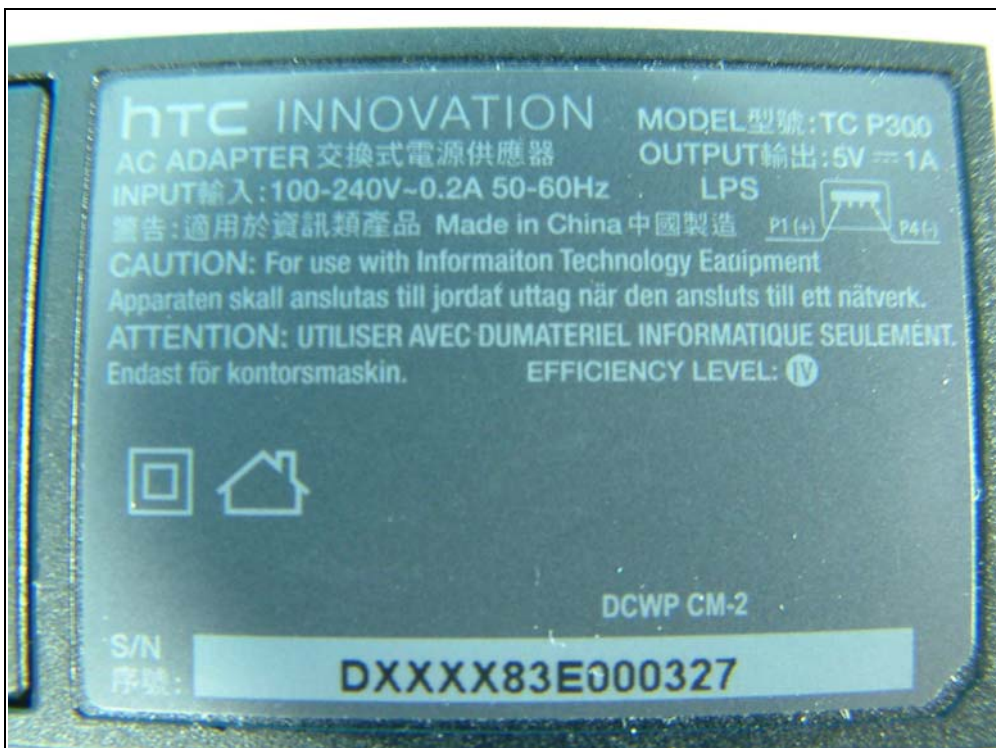 hTC INNOVATION MODEL型號:TC P300
AC ADAPTER 交換式電源供應器 OUTPUT輸出:5V⎓1A
INPUT輸入:100-240V~0.2A 50-60Hz LPS
警告:適用於資訊類產品 Made in China 中國製造 P1(+) P4(-)
CAUTION: For use with Informaiton Technology Eauipment
Apparaten skall anslutas till jordat uttag när den ansluts till ett nätverk.
ATTENTION: UTILISER AVEC DUMATERIEL INFORMATIQUE SEULEMENT.
Endast för kontorsmaskin. EFFICIENCY LEVEL: IV
DCWP CM-2
S/N
序號: DXXXX83E000327